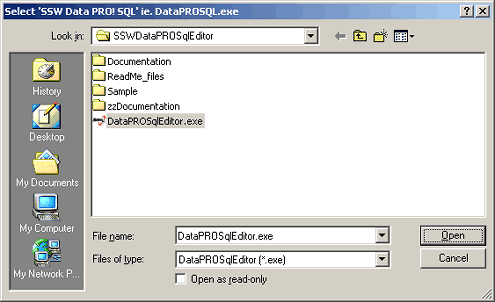 Select 'SSW Data PRO! SQL' ie. DataPROSQL.exe
Look in: SSWDataPROSqlEditor
History
Desktop
My Documents
My Computer
My Network P...
Documentation
ReadMe_files
Sample
zzDocumentation
DataPROSqlEditor.exe
File name: DataPROSqlEditor.exe Open
Files of type: DataPROSqlEditor (*.exe) Cancel
Open as read-only